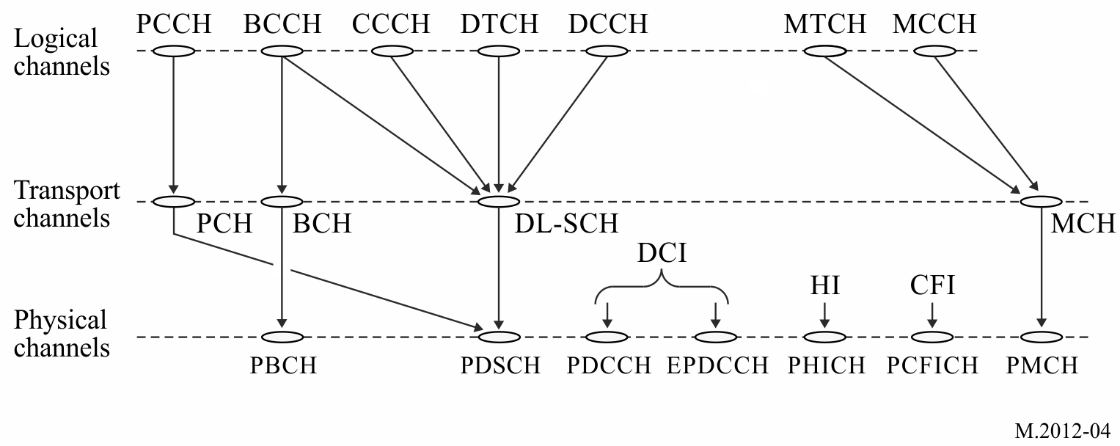 PCCH BCCH CCCH DTCH DCCH MTCH MCCH
Logical
channels
Transport
channels
PCH BCH DL-SCH MCH
DCI
HI CFI
Physical
channels
PBCH PDSCH PDCCH EPDCCH PHICH PCFICH PMCH
M.2012-04